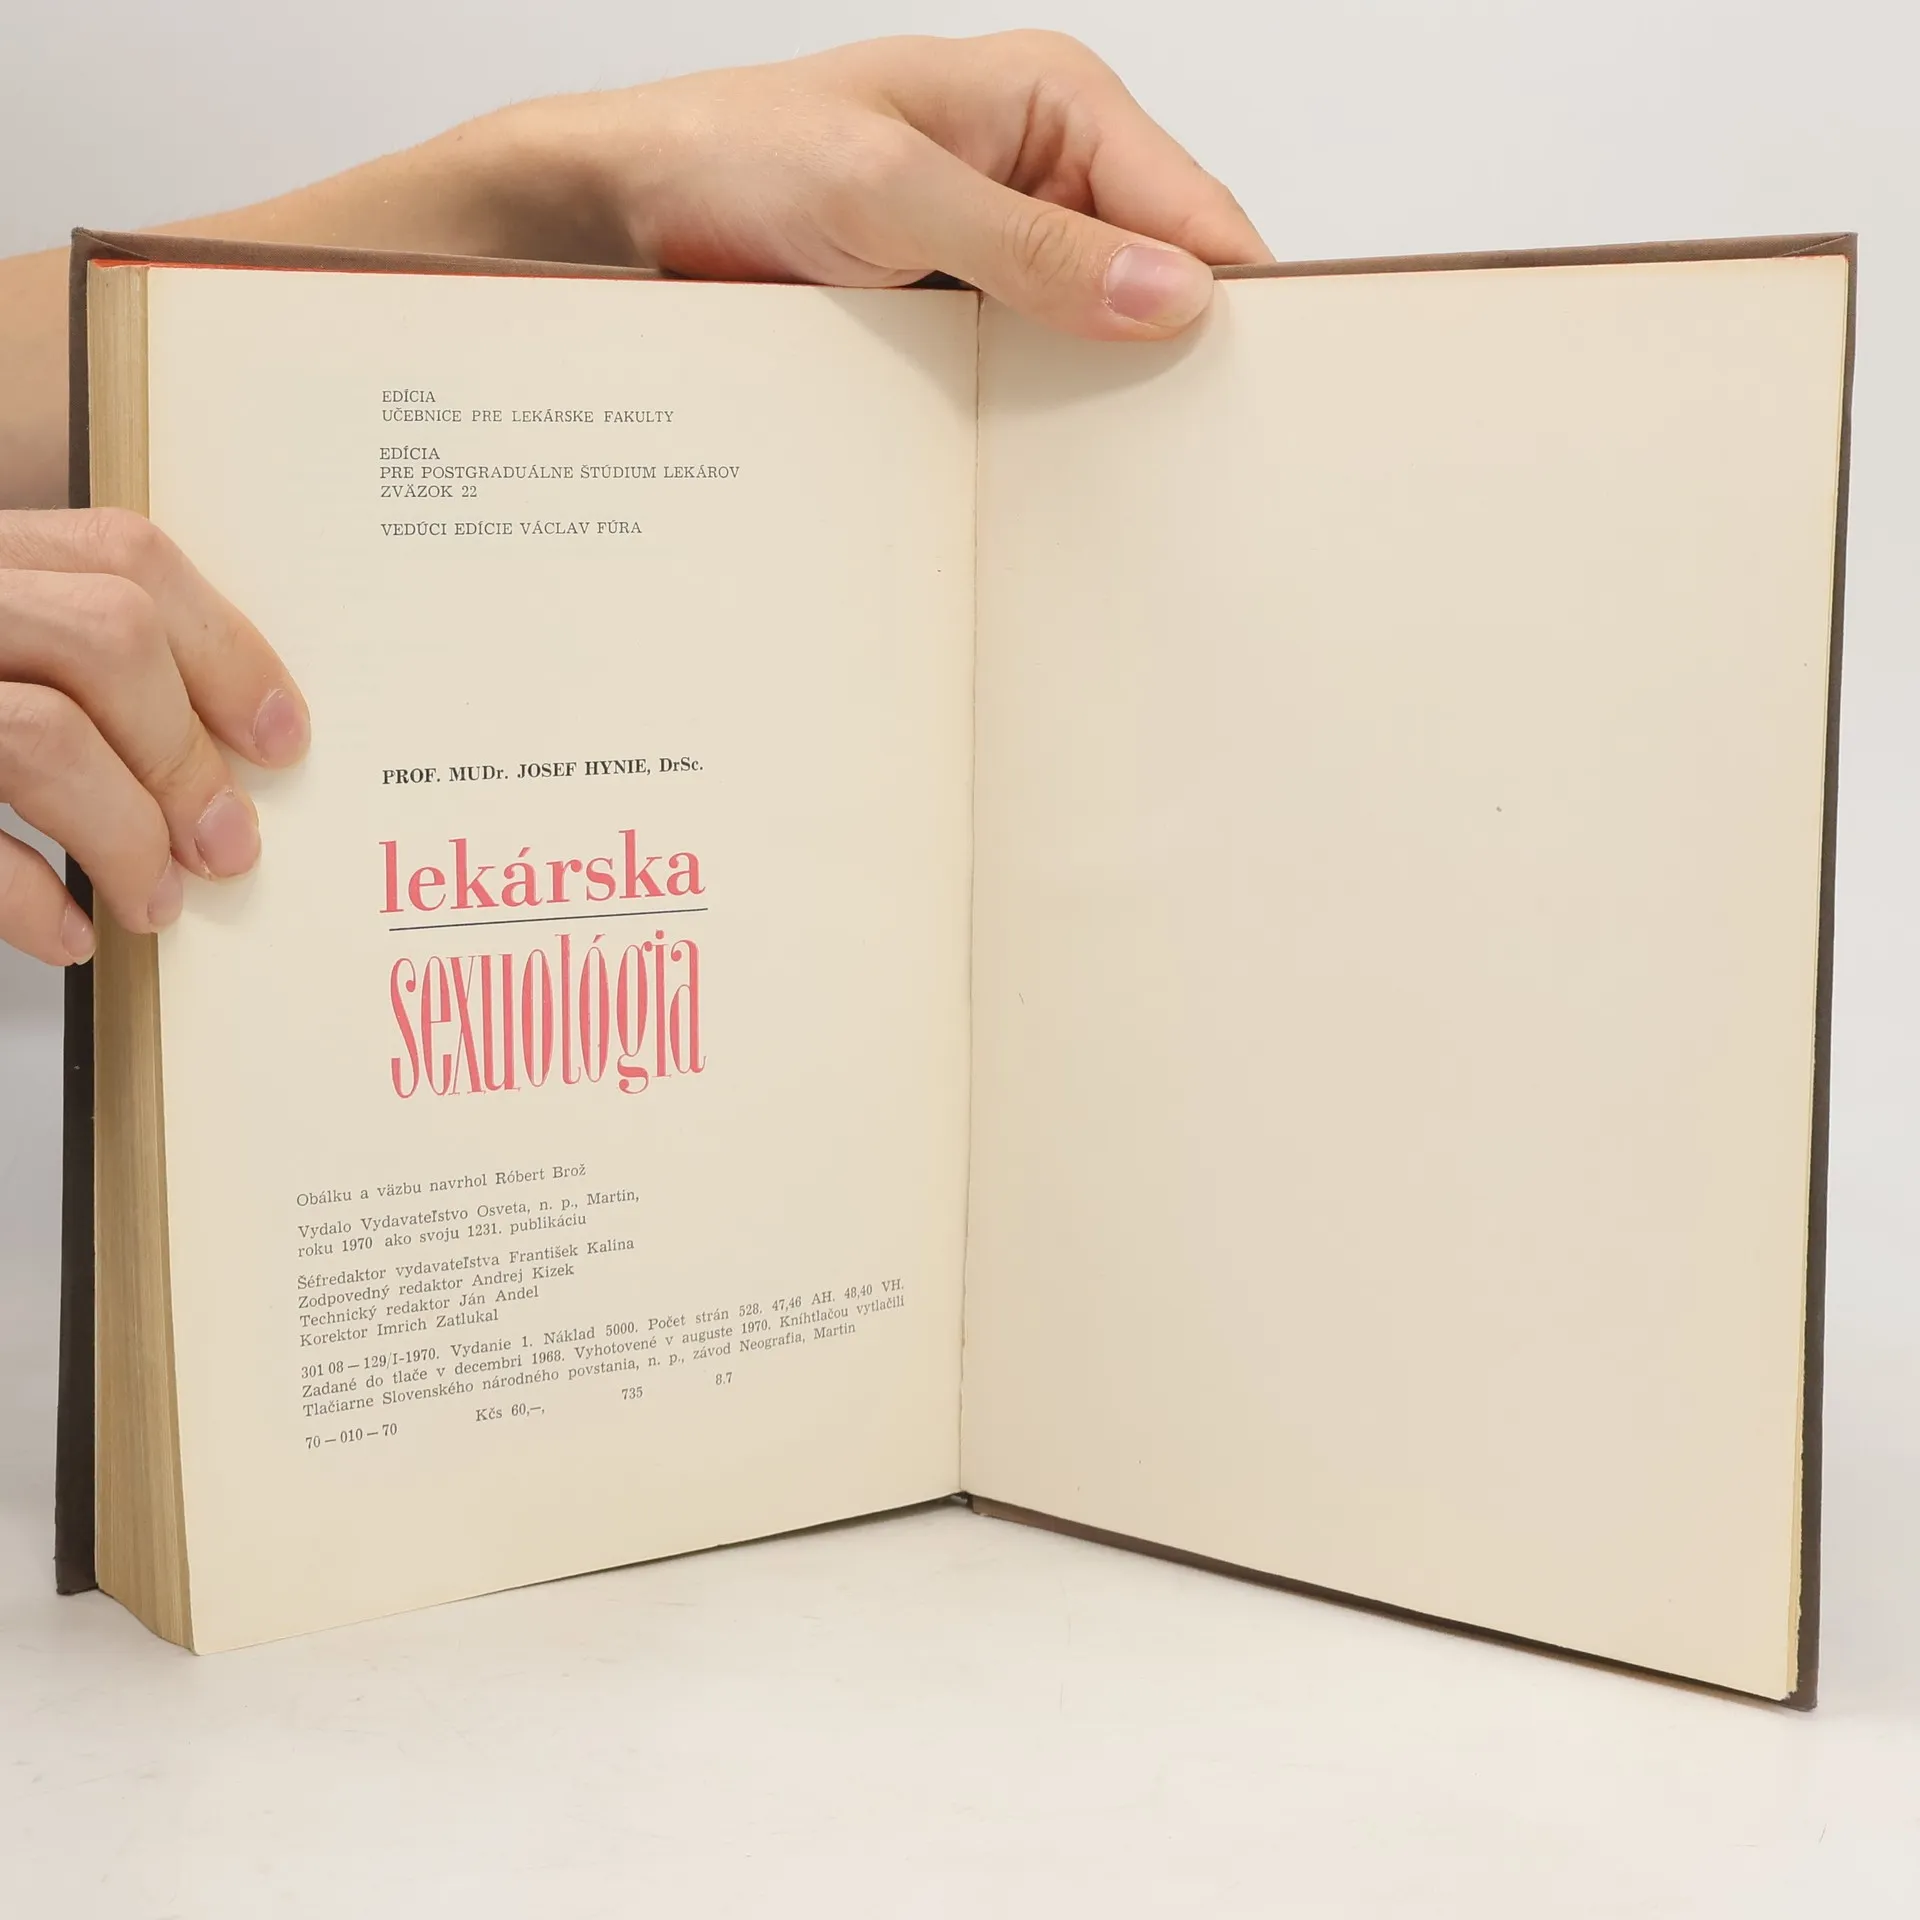 EDÍCIA
UČEBNICE PRE LEKÁRSKE FAKULTY
EDÍCIA
PRE POSTGRADUÁLNE ŠTÚDIUM LEKÁROV
ZVÄZOK 22
VEDÚCI EDÍCIE VÁCLAV FÚRA
PROF. MUDr. JOSEF HYNIE, DrSc.
lekárska
sexuológia
Obálku a väzbu navrhol Róbert Brož
Vydalo Vydavateľstvo Osveta, n. p., Martin,
roku 1970 ako svoju 1231. publikáciu
Šéfredaktor vydavateľstva František Kalina
Zodpovedný redaktor Andrej Kizek
Technický redaktor Ján Andel
Korektor Imrich Zatlukal
301 08 — 129/I-1970. Vydanie 1. Náklad 5000. Počet strán 528. 47,46 AH. 48,40 VH.
Zadané do tlače v decembri 1968. Vyhotovené v auguste 1970. Kníhtlačou vytlačili
Tlačiarne Slovenského národného povstania, n. p., závod Neografia, Martin
70 — 010 — 70 Kčs 60,—, 735 8.7